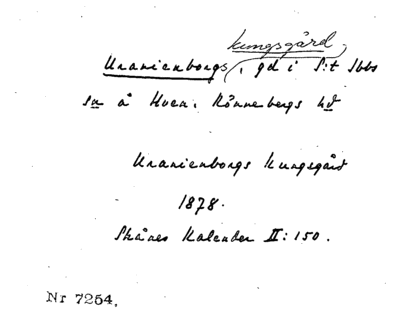 kungsgård,
Uranienborgs, gd i S:t Ibbs
sn å Hven, Rönnebergs hd
Uranienborgs kungsgård
1878.
Skånes Kalender II: 150.
Nr 7254.